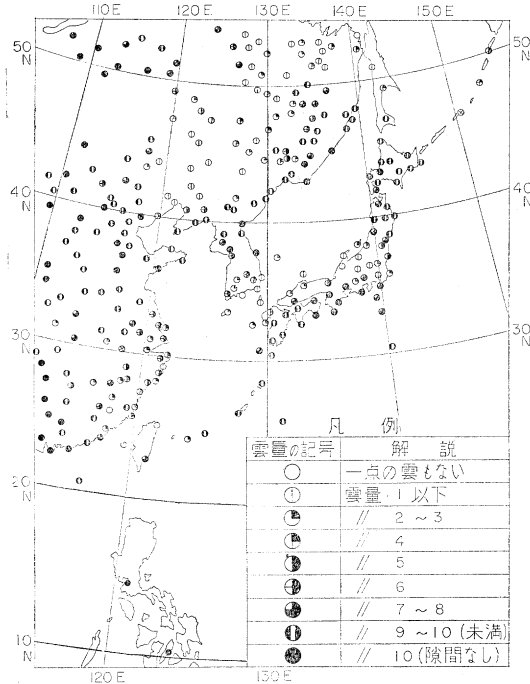 110E 120E 130E 140E 150E
50 N 50 N
40 N 40 N
30 N 30 N
20 N
10 N
120E 130E
凡 例
雲量の記号 解 説
一点の雲もない
雲量・1以下
〃 2～3
〃 4
〃 5
〃 6
〃 7～8
〃 9～10(未満)
〃 10(隙間なし)